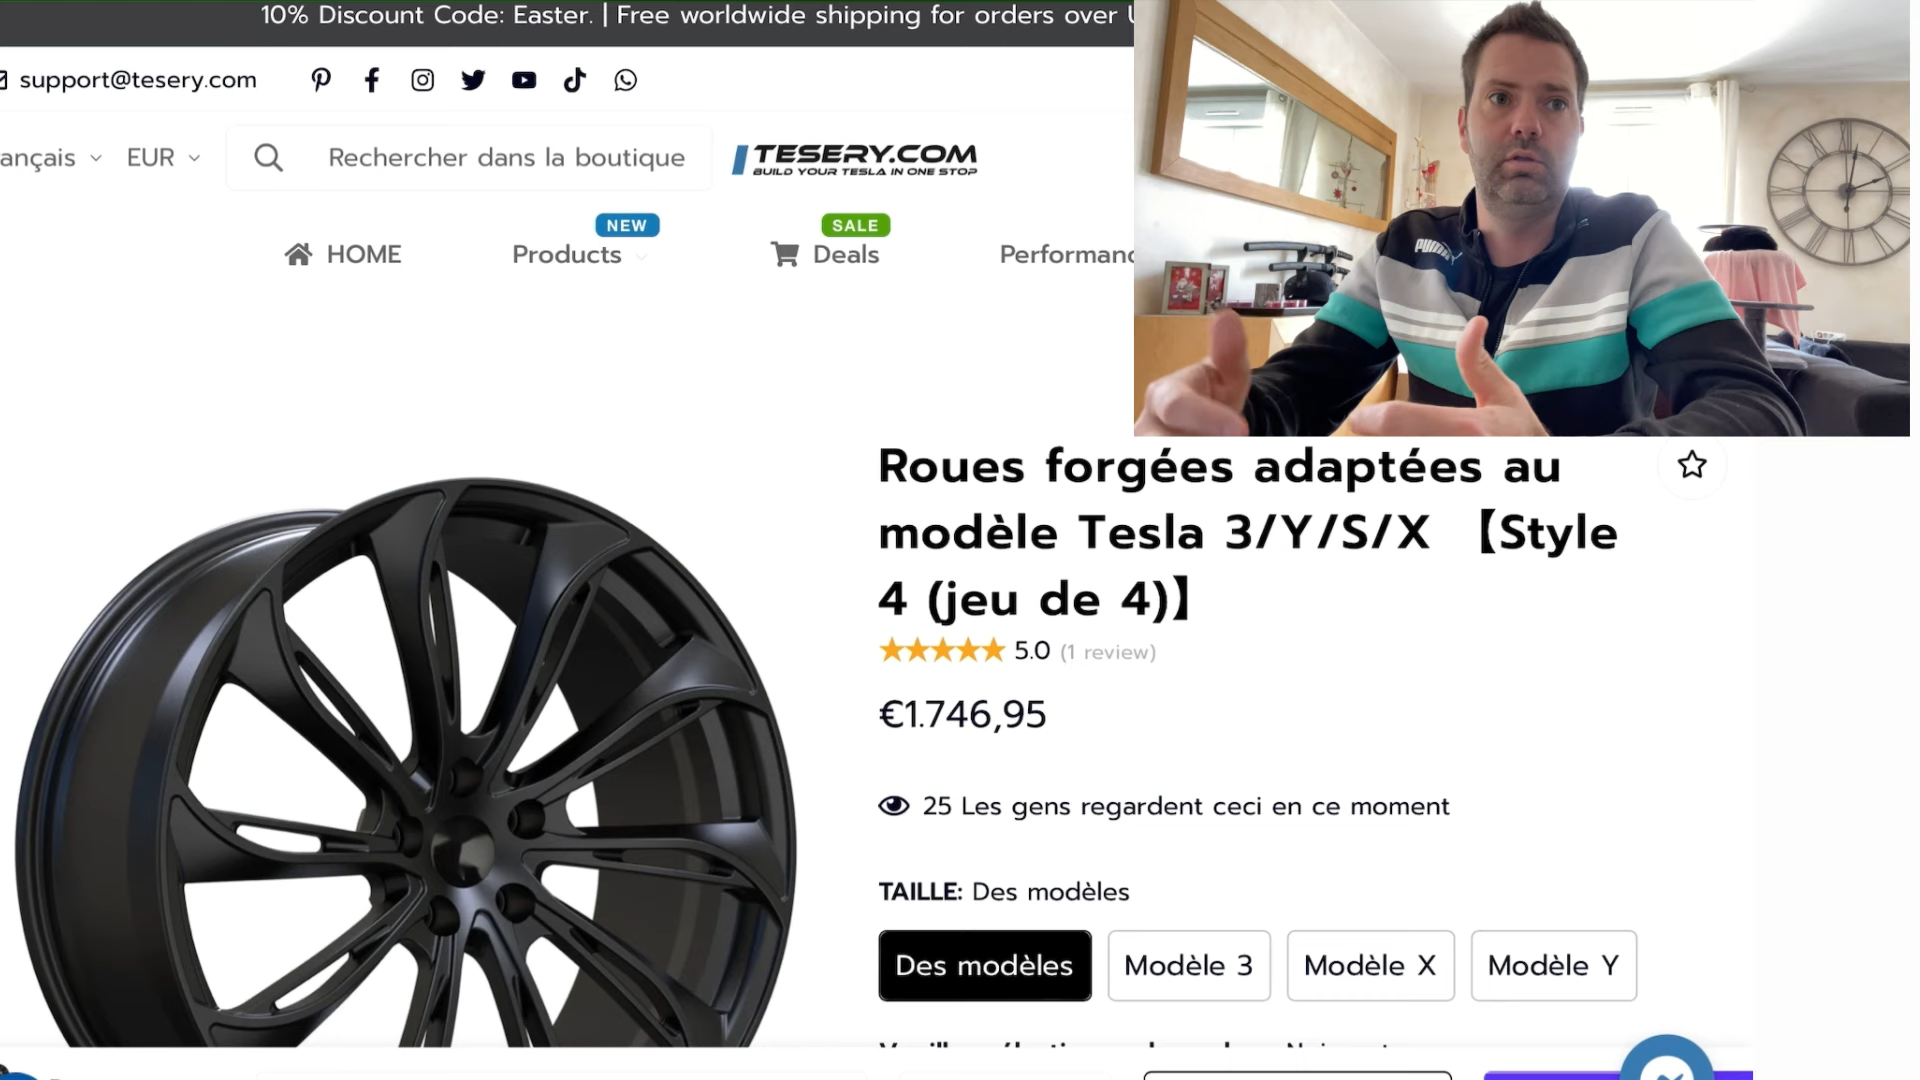 10% Discount Code: Easter. | Free worldwide shipping for orders over
support@tesery.com
EUR
Rechercher dans la boutique
TESERY.COM
BUILD YOUR TESLA IN ONE STOP
NEW
SALE
HOME
Products
Deals
PUMA
Roues forgées adaptées au
modèle Tesla 3/Y/S/X 【Style
4 (jeu de 4)】
5.0 (1 review)
€1.746,95
25 Les gens regardent ceci en ce moment
TAILLE: Des modèles
Des modèles
Modèle 3
Modèle X
Modèle Y